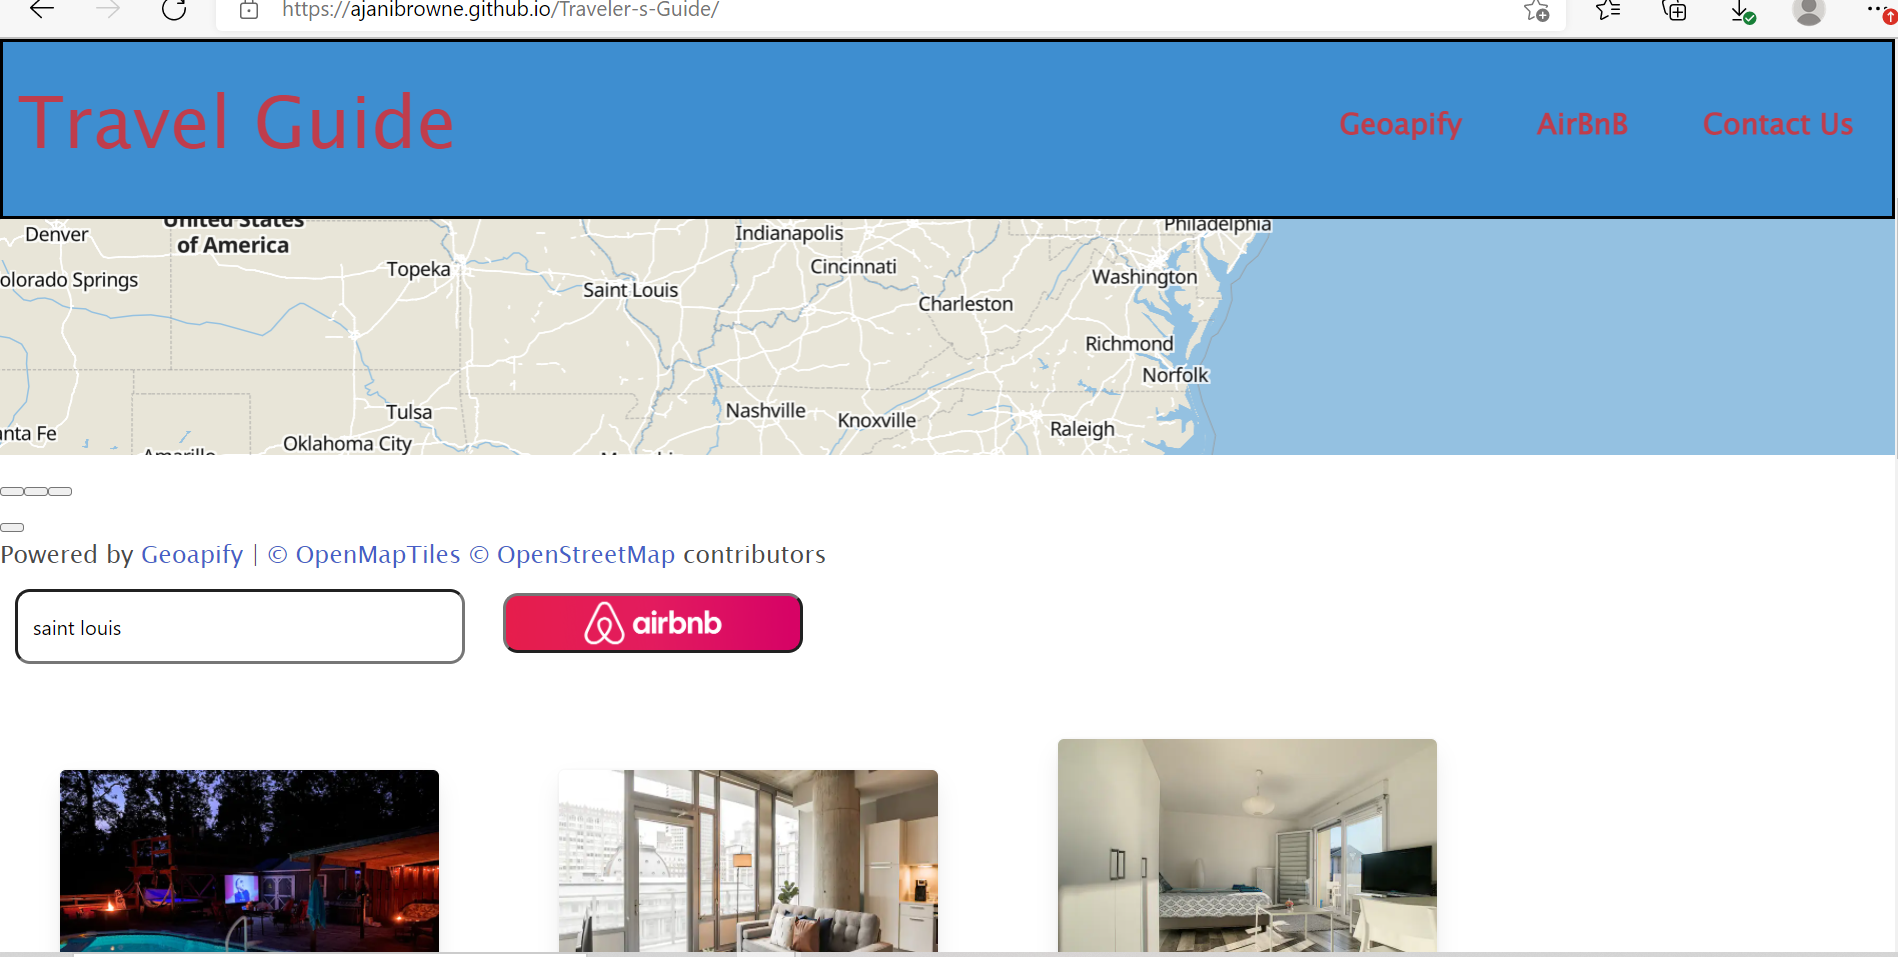 https://ajanibrowne.github.io/Traveler-s-Guide/
Travel Guide
Geoapify AirBnB Contact Us
United States
of America
Philadelphia
Denver
Indianapolis
Topeka
Cincinnati
Washington
olorado Springs
Saint Louis
Charleston
Richmond
Norfolk
Tulsa
Nashville
Knoxville
Raleigh
nta Fe
Oklahoma City
Amarillo
Powered by Geoapify | © OpenMapTiles © OpenStreetMap contributors
saint louis
airbnb